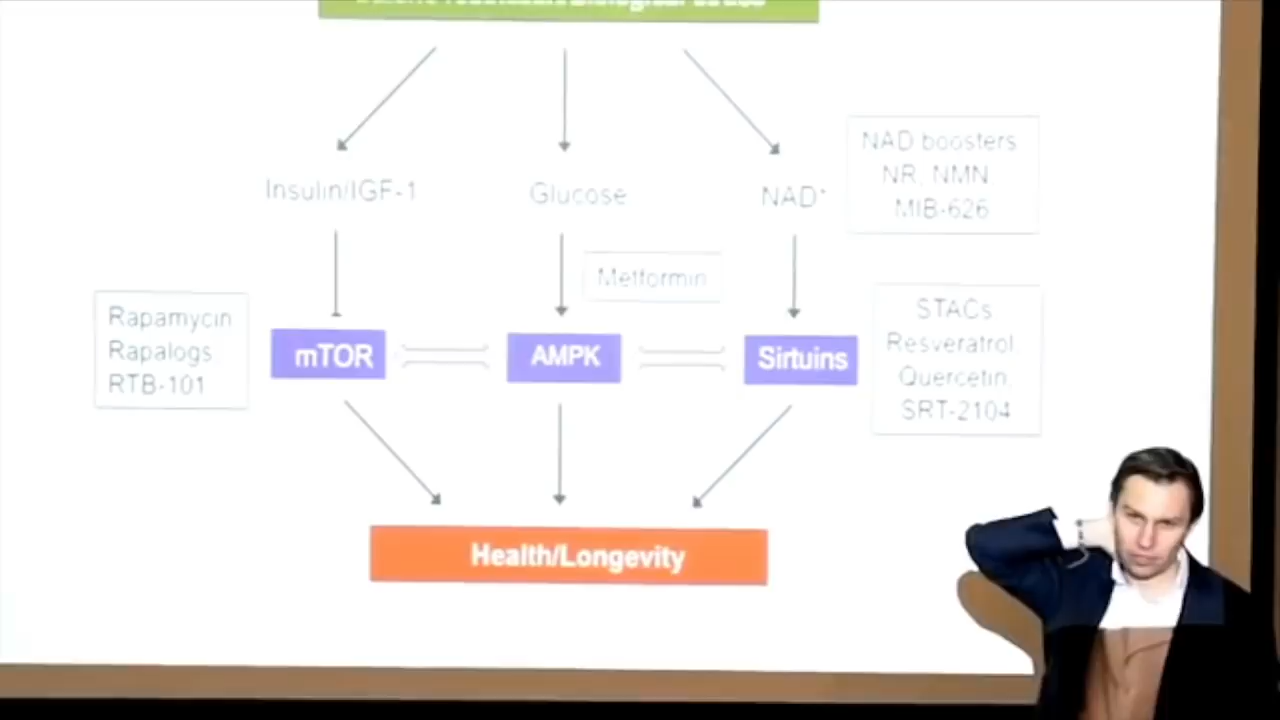 Insulin/IGF-1
Glucose
NAD+
NAD boosters
NR, NMN
MIB-626
Metformin
Rapamycin
Rapalogs
RTB-101
mTOR
AMPK
Sirtuins
STACs
Resveratrol,
Quercetin,
SRT-2104
Health/Longevity